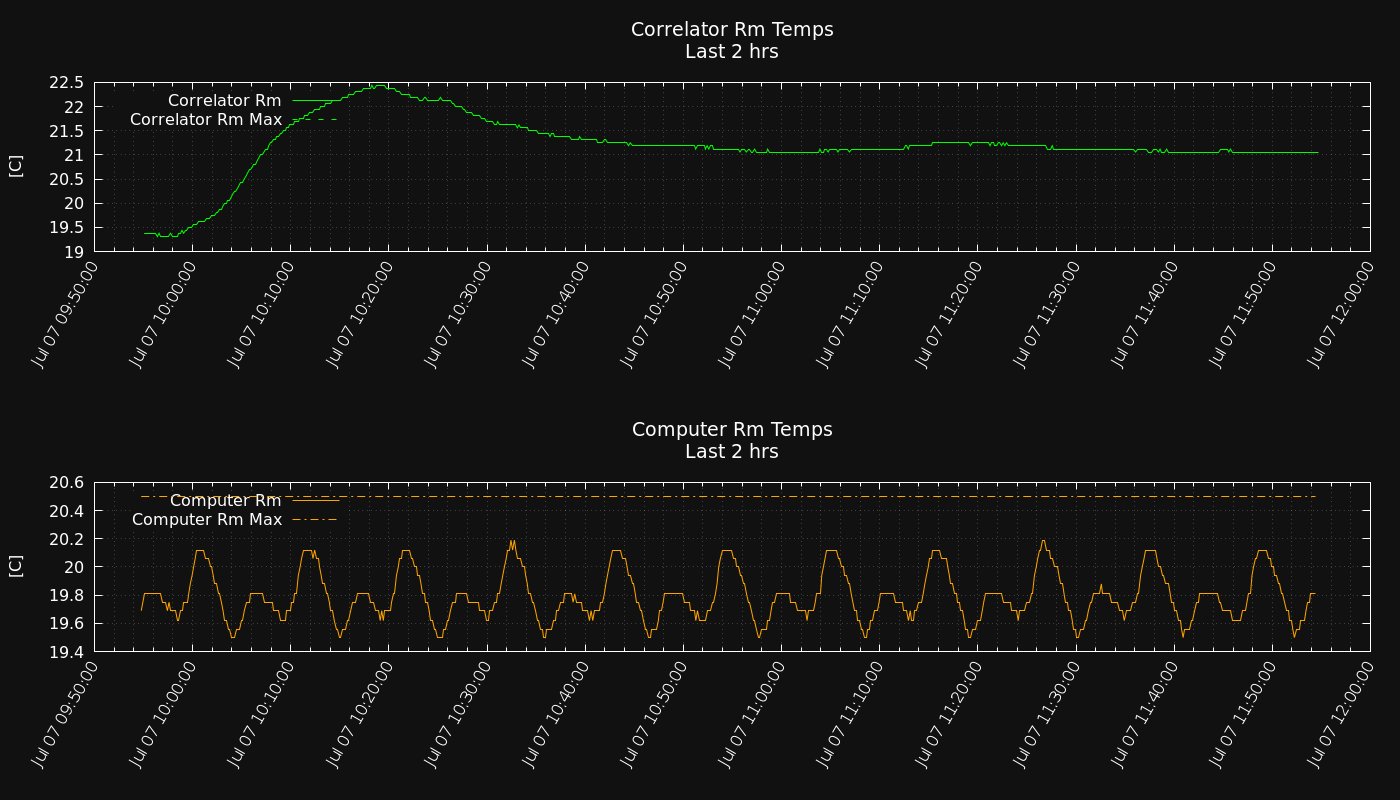 Correlator Rm Temps
Last 2 hrs
22.5
22
21.5
21
20.5
20
19.5
19
[C]
Correlator Rm
Correlator Rm Max
Jul 07 09:50:00
Jul 07 10:00:00
Jul 07 10:10:00
Jul 07 10:20:00
Jul 07 10:30:00
Jul 07 10:40:00
Jul 07 10:50:00
Jul 07 11:00:00
Jul 07 11:10:00
Jul 07 11:20:00
Jul 07 11:30:00
Jul 07 11:40:00
Jul 07 11:50:00
Jul 07 12:00:00
Computer Rm Temps
Last 2 hrs
20.6
20.4
20.2
20
19.8
19.6
19.4
[C]
Computer Rm
Computer Rm Max
Jul 07 09:50:00
Jul 07 10:00:00
Jul 07 10:10:00
Jul 07 10:20:00
Jul 07 10:30:00
Jul 07 10:40:00
Jul 07 10:50:00
Jul 07 11:00:00
Jul 07 11:10:00
Jul 07 11:20:00
Jul 07 11:30:00
Jul 07 11:40:00
Jul 07 11:50:00
Jul 07 12:00:00